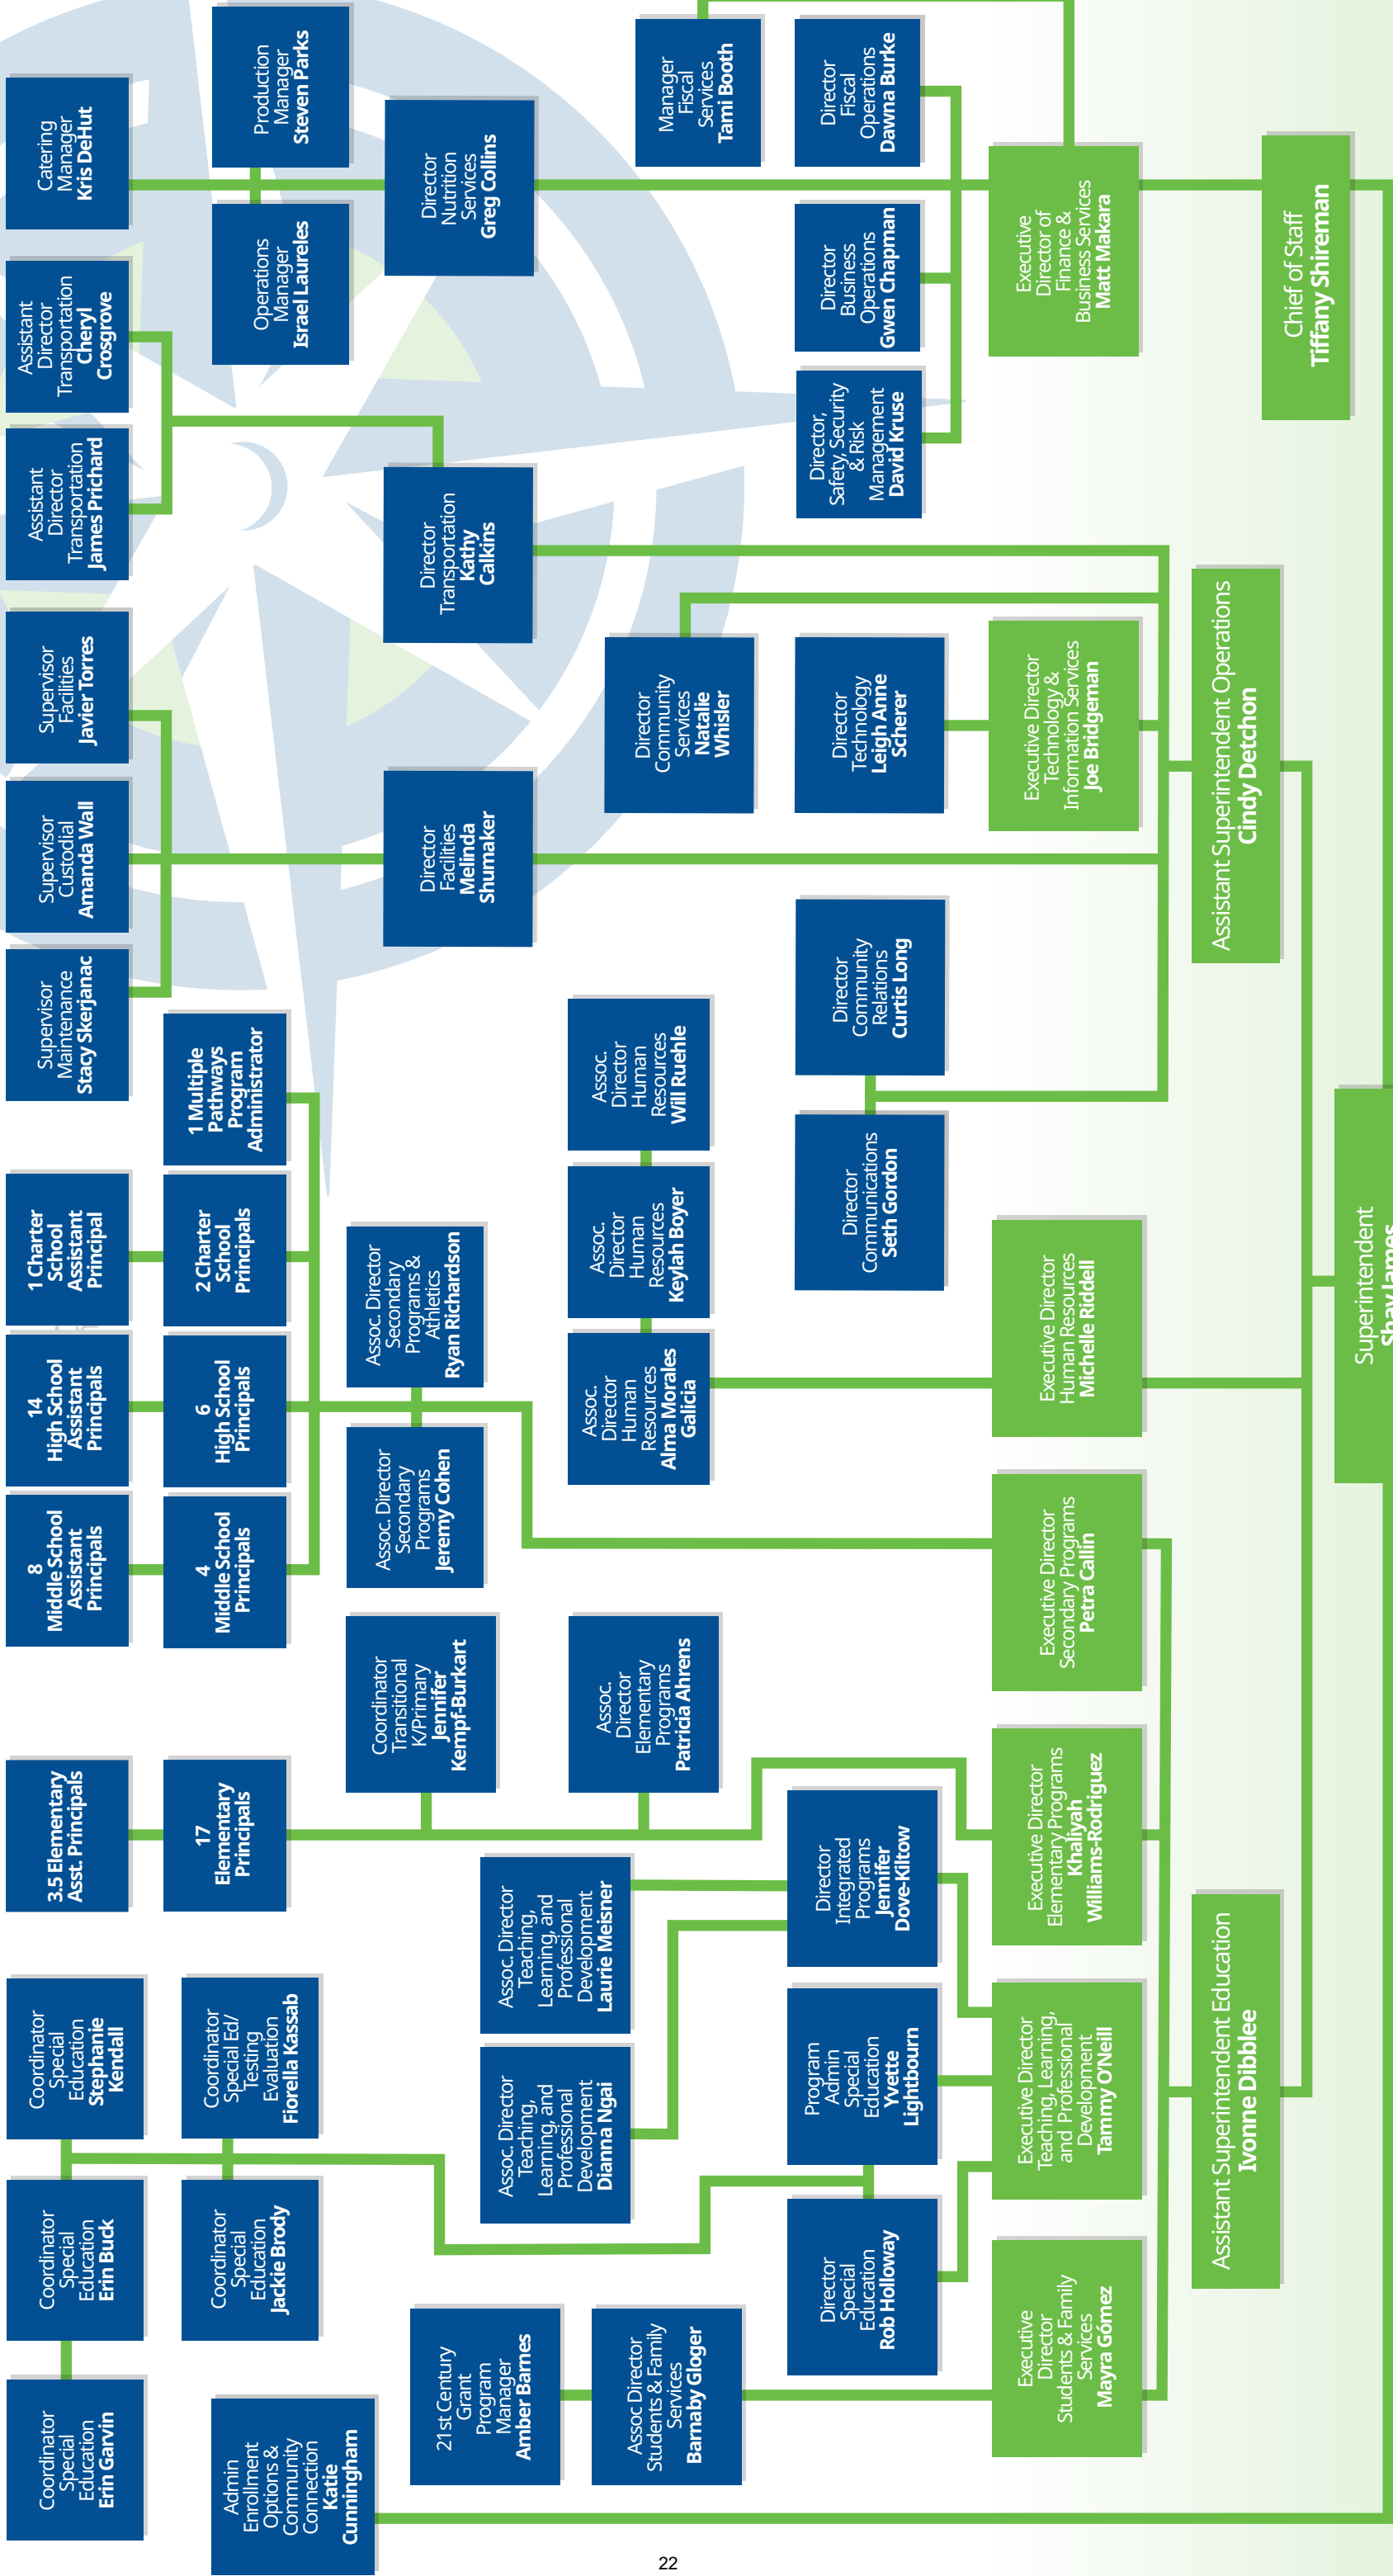 Coordinator
Special
Education
Erin Garvin
Coordinator
Special
Education
Erin Buck
Coordinator
Special
Education
Stephanie
Kendall
3.5 Elementary
Asst. Principals
8
Middle School
Assistant
Principals
14
High School
Assistant
Principals
1 Charter
School
Assistant
Principal
Supervisor
Maintenance
Stacy Skerjanac
Supervisor
Custodial
Amanda Wall
Supervisor
Facilities
Javier Torres
Assistant
Director
Transportation
James Prichard
Assistant
Director
Transportation
Cheryl
Crosgrove
Catering
Manager
Kris DeHut
Admin
Enrollment
Options &
Community
Connection
Katie
Cunningham
Coordinator
Special
Education
Jackie Brody
Coordinator
Special Ed/
Testing
Evaluation
Fiorella Kassab
17
Elementary
Principals
4
Middle School
Principals
6
High School
Principals
2 Charter
School
Principals
1 Multiple
Pathways
Program
Administrator
Operations
Manager
Israel Laureles
Production
Manager
Steven Parks
Coordinator
Transitional
K/Primary
Jennifer
Kempf-Burkart
Assoc. Director
Secondary
Programs
Jeremy Cohen
Assoc. Director
Secondary
Programs &
Athletics
Ryan Richardson
Director
Facilities
Melinda
Shumaker
Director
Transportation
Kathy
Calkins
Director
Nutrition
Services
Greg Collins
21st Century
Grant
Program
Manager
Amber Barnes
Assoc. Director
Teaching,
Learning, and
Professional
Development
Dianna Ngai
Assoc. Director
Teaching,
Learning, and
Professional
Development
Laurie Meisner
Assoc Director
Students & Family
Services
Barnaby Gloger
Assoc.
Director
Elementary
Programs
Patricia Ahrens
Assoc.
Director
Human
Resources
Alma Morales
Galicia
Assoc.
Director
Human
Resources
Keylah Boyer
Assoc.
Director
Human
Resources
Will Ruehle
Director
Community
Services
Natalie
Whisler
Manager
Fiscal
Services
Tami Booth
Director
Special
Education
Rob Holloway
Program
Admin
Special
Education
Yvette
Lightbourn
Director
Integrated
Programs
Jennifer
Dove-Kiltow
Director
Communications
Seth Gordon
Director
Community
Relations
Curtis Long
Director
Technology
Leigh Anne
Scherer
Director,
Safety, Security
& Risk
Management
David Kruse
Director
Business
Operations
Gwen Chapman
Director
Fiscal
Operations
Dawna Burke
Executive
Director
Students & Family
Services
Mayra Gómez
Executive Director
Teaching, Learning,
and Professional
Development
Tammy O'Neill
Executive Director
Elementary Programs
Khaliyah
Williams-Rodriguez
Executive Director
Secondary Programs
Petra Callin
Executive Director
Human Resources
Michelle Riddell
Executive Director
Technology &
Information Services
Joe Bridgeman
Executive
Director of
Finance &
Business Services
Matt Makara
Assistant Superintendent Education
Ivonne Dibblee
Assistant Superintendent Operations
Cindy Detchon
Chief of Staff
Tiffany Shireman
Superintendent
Shay James
22